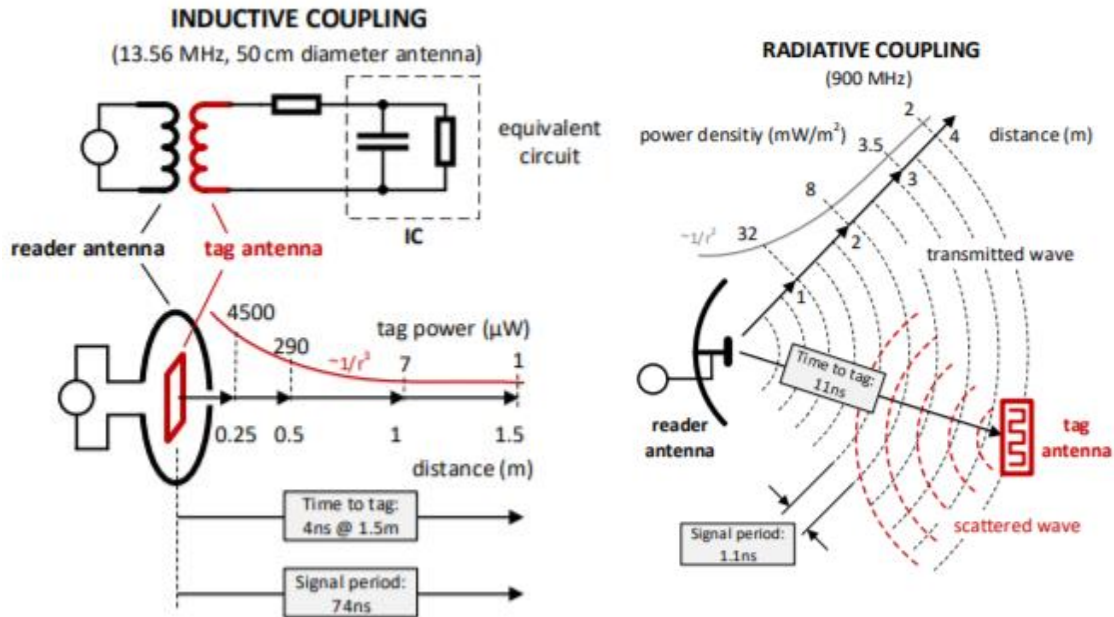 INDUCTIVE COUPLING
(13.56 MHz, 50 cm diameter antenna)
equivalent
circuit
IC
reader antenna
tag antenna
4500
290
~1/r³
7
1
tag power (µW)
0.25
0.5
1
1.5
distance (m)
Time to tag:
4ns @ 1.5m
Signal period:
74ns
RADIATIVE COUPLING
(900 MHz)
power densitiy (mW/m²)
2
4
distance (m)
3.5
3
8
2
~1/r²
32
1
transmitted wave
Time to tag:
11ns
reader
antenna
tag
antenna
scattered wave
Signal period:
1.1ns